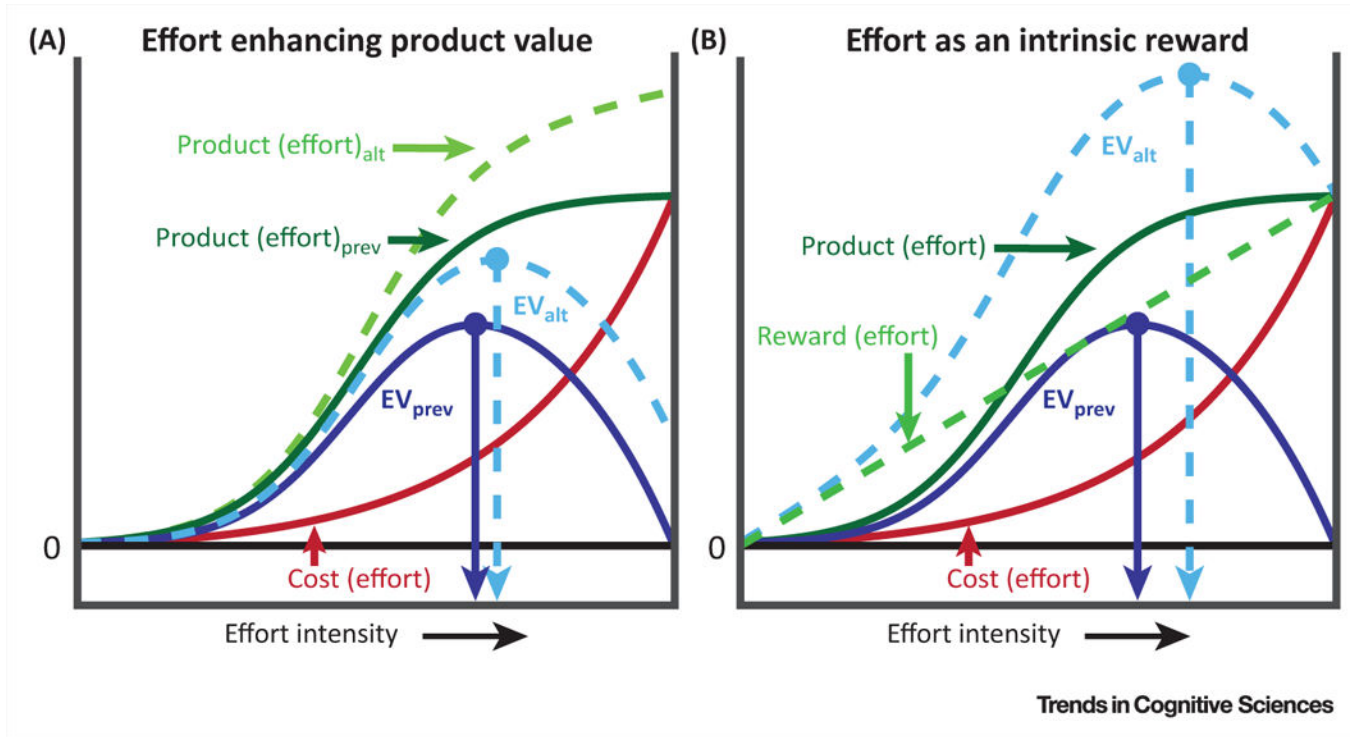 (A) Effort enhancing product value
Product (effort)alt
Product (effort)prev
EValt
EVprev
0
Cost (effort)
Effort intensity
(B) Effort as an intrinsic reward
EValt
Product (effort)
Reward (effort)
EVprev
0
Cost (effort)
Effort intensity
Trends in Cognitive Sciences